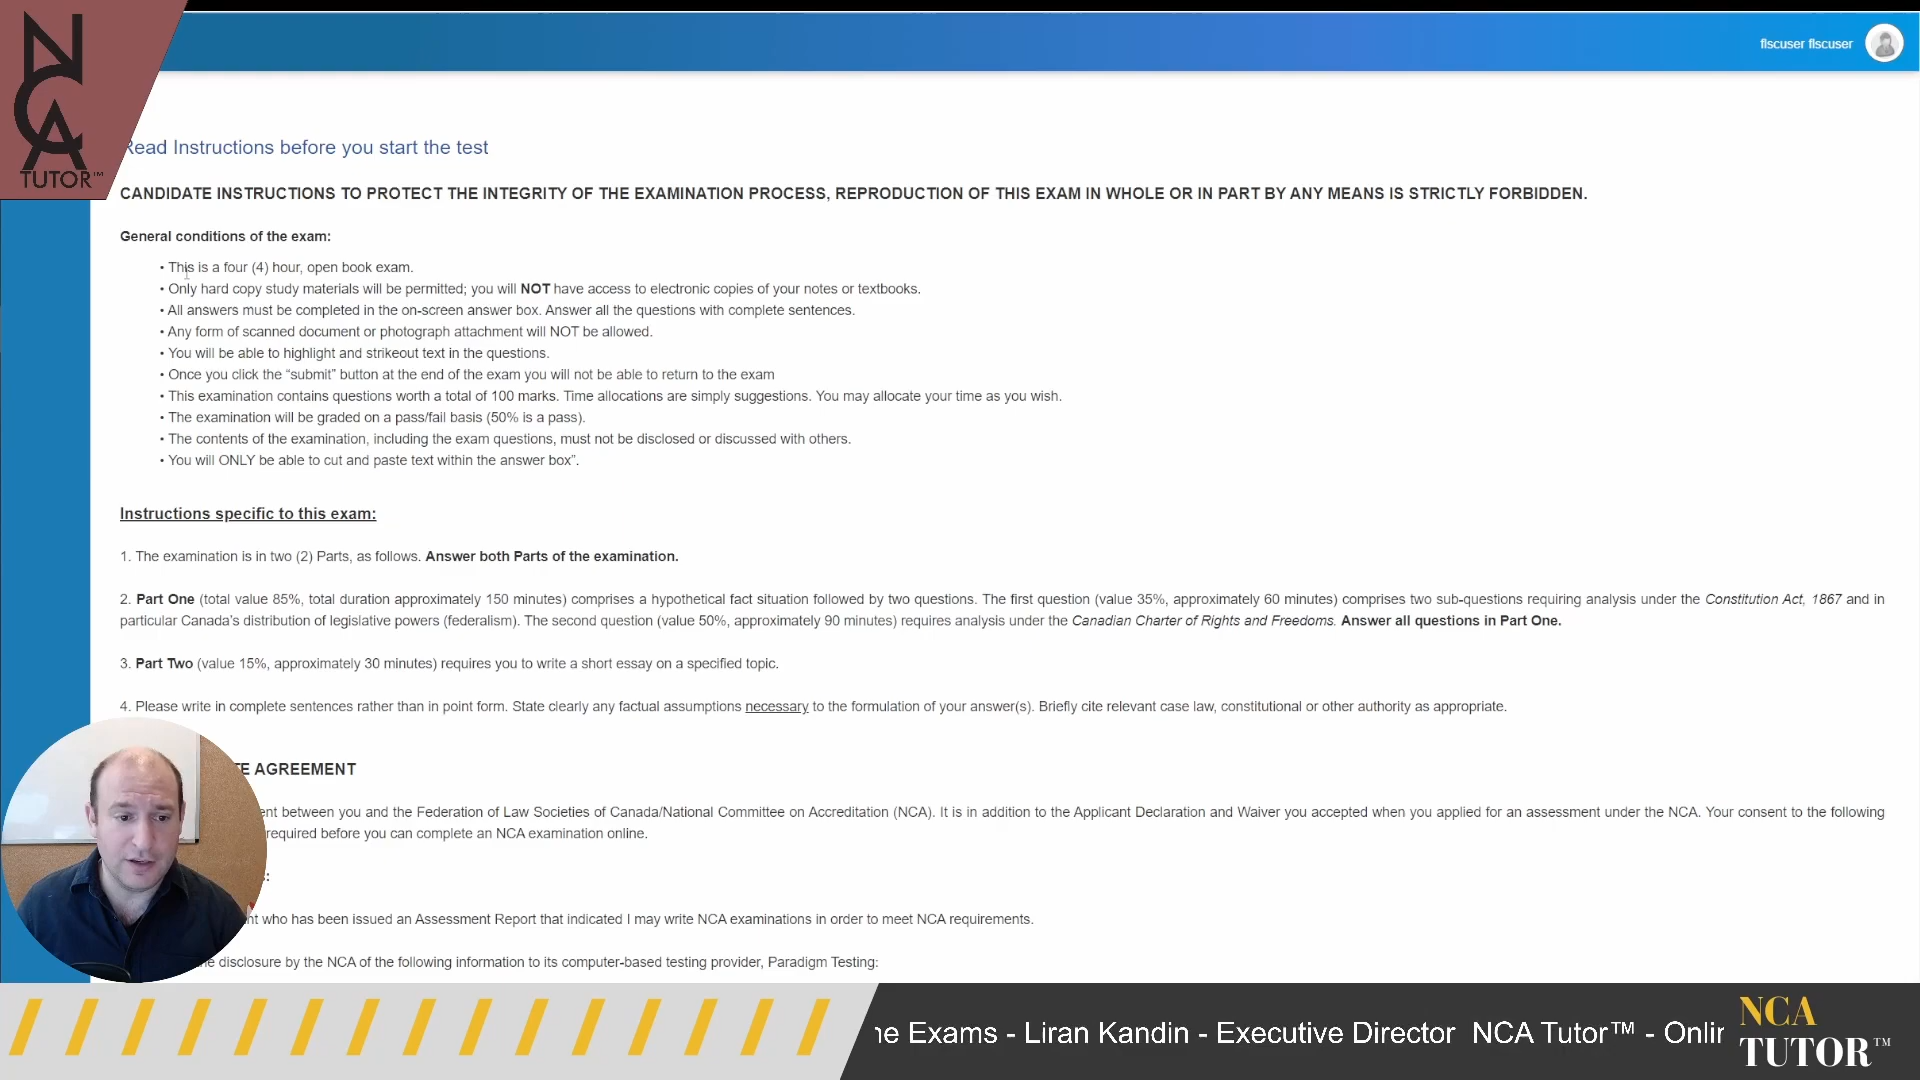 NCA
TUTOR™
flscuser flscuser
Read Instructions before you start the test
CANDIDATE INSTRUCTIONS TO PROTECT THE INTEGRITY OF THE EXAMINATION PROCESS, REPRODUCTION OF THIS EXAM IN WHOLE OR IN PART BY ANY MEANS IS STRICTLY FORBIDDEN.
General conditions of the exam:
• This is a four (4) hour, open book exam.
• Only hard copy study materials will be permitted; you will NOT have access to electronic copies of your notes or textbooks.
• All answers must be completed in the on-screen answer box. Answer all the questions with complete sentences.
• Any form of scanned document or photograph attachment will NOT be allowed.
• You will be able to highlight and strikeout text in the questions.
• Once you click the “submit” button at the end of the exam you will not be able to return to the exam
• This examination contains questions worth a total of 100 marks. Time allocations are simply suggestions. You may allocate your time as you wish.
• The examination will be graded on a pass/fail basis (50% is a pass).
• The contents of the examination, including the exam questions, must not be disclosed or discussed with others.
• You will ONLY be able to cut and paste text within the answer box”.
Instructions specific to this exam:
1. The examination is in two (2) Parts, as follows. Answer both Parts of the examination.
2. Part One (total value 85%, total duration approximately 150 minutes) comprises a hypothetical fact situation followed by two questions. The first question (value 35%, approximately 60 minutes) comprises two sub-questions requiring analysis under the Constitution Act, 1867 and in
particular Canada’s distribution of legislative powers (federalism). The second question (value 50%, approximately 90 minutes) requires analysis under the Canadian Charter of Rights and Freedoms. Answer all questions in Part One.
3. Part Two (value 15%, approximately 30 minutes) requires you to write a short essay on a specified topic.
4. Please write in complete sentences rather than in point form. State clearly any factual assumptions necessary to the formulation of your answer(s). Briefly cite relevant case law, constitutional or other authority as appropriate.
AGREEMENT
between you and the Federation of Law Societies of Canada/National Committee on Accreditation (NCA). It is in addition to the Applicant Declaration and Waiver you accepted when you applied for an assessment under the NCA. Your consent to the following
required before you can complete an NCA examination online.
who has been issued an Assessment Report that indicated I may write NCA examinations in order to meet NCA requirements.
disclosure by the NCA of the following information to its computer-based testing provider, Paradigm Testing:
ne Exams - Liran Kandin - Executive Director NCA Tutor™ - Onlin
NCA
TUTOR™